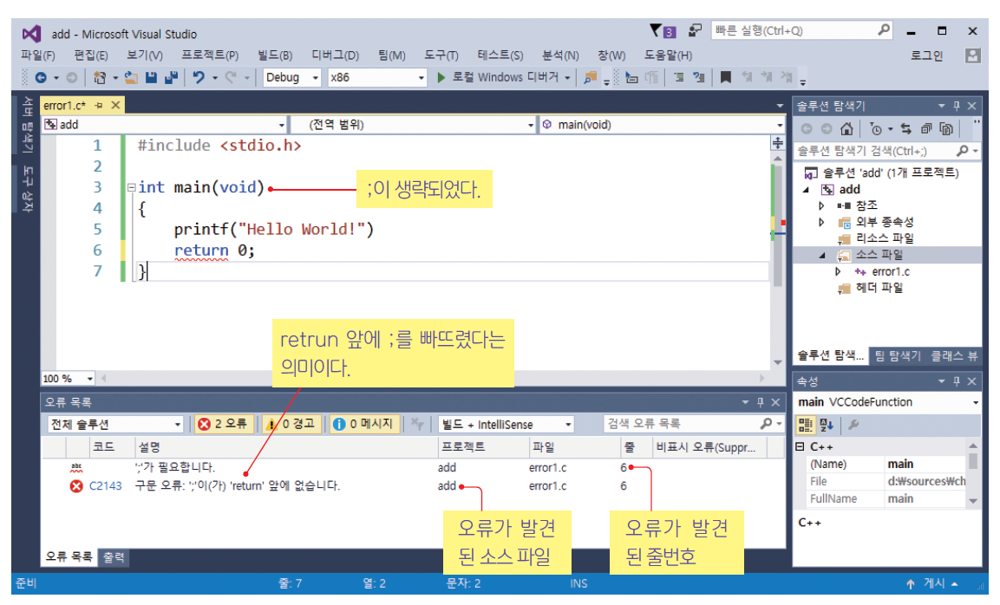 add - Microsoft Visual Studio
3
빠른 실행(Ctrl+Q)
파일(F) 편집(E) 보기(V) 프로젝트(P) 빌드(B) 디버그(D) 팀(M) 도구(T) 테스트(S) 분석(N) 창(W) 도움말(H)
로그인
Debug x86 로컬 Windows 디버거
서버 탐색기
도구 상자
error1.c*
add (전역 범위) main(void)
1 #include <stdio.h>
2
3 int main(void)
;이 생략되었다.
4 {
5 printf("Hello World!")
6 return 0;
7 }
retrun 앞에 ;를 빠뜨렸다는
의미이다.
100 %
솔루션 탐색기
솔루션 탐색기 검색(Ctrl+;)
솔루션 'add' (1개 프로젝트)
add
참조
외부 종속성
리소스 파일
소스 파일
error1.c
헤더 파일
솔루션 탐색... 팀 탐색기 클래스 뷰
오류 목록
전체 솔루션 2 오류 0 경고 0 메시지 빌드 + IntelliSense 검색 오류 목록
코드 설명 프로젝트 파일 줄 비표시 오류(Suppr...
abc ';'가 필요합니다. add error1.c 6
C2143 구문 오류: ';'이(가) 'return' 앞에 없습니다. add error1.c 6
오류가 발견
된 소스 파일
오류가 발견
된 줄번호
오류 목록 출력
속성
main VCCodeFunction
C++
(Name) main
File d:₩sources₩ch
FullName main
C++
준비 줄: 7 열: 2 문자: 2 INS 게시